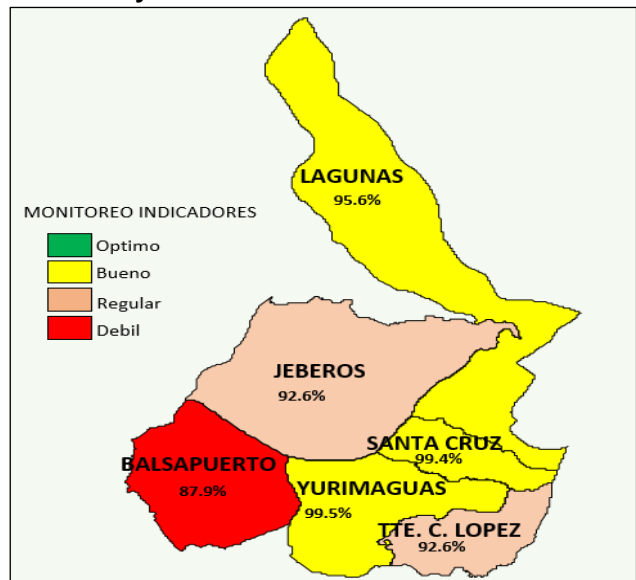 LAGUNAS
95.6%
MONITOREO INDICADORES
Optimo
Bueno
Regular
Debil
JEBEROS
92.6%
SANTA CRUZ
99.4%
BALSAPUERTO
87.9%
YURIMAGUAS
99.5%
TTE. C. LOPEZ
92.6%